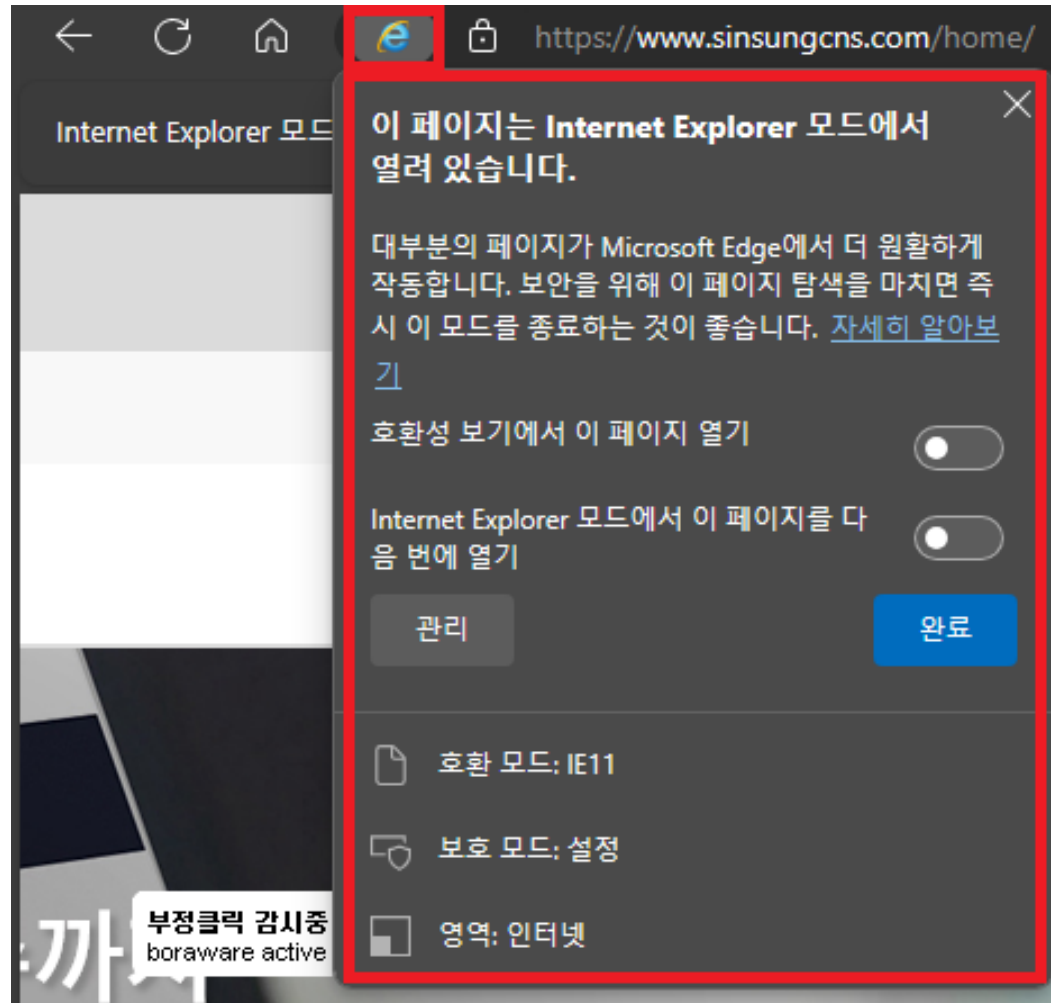 https://www.sinsungcns.com/home/
Internet Explorer 모드
이 페이지는 Internet Explorer 모드에서
열려 있습니다.
대부분의 페이지가 Microsoft Edge에서 더 원활하게
작동합니다. 보안을 위해 이 페이지 탐색을 마치면 즉
시 이 모드를 종료하는 것이 좋습니다. 자세히 알아보
기
호환성 보기에서 이 페이지 열기
Internet Explorer 모드에서 이 페이지를 다
음 번에 열기
관리
완료
호환 모드: IE11
보호 모드: 설정
영역: 인터넷
부정클릭 감시중
boraware active